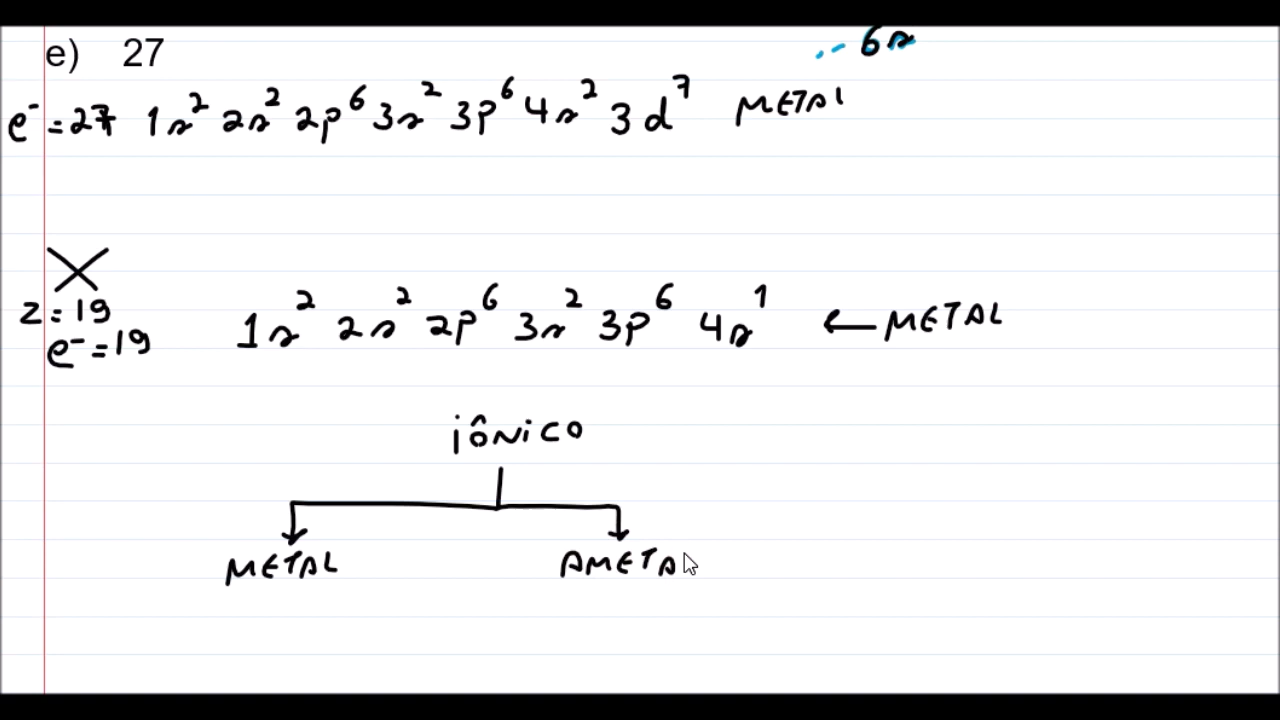 6s
e) 27
e⁻ = 27 1s² 2s² 2p⁶ 3s² 3p⁶ 4s² 3d⁷ METAL
Z = 19 1s² 2s² 2p⁶ 3s² 3p⁶ 4s¹ ← METAL
e⁻ = 19
iÔNiCO
METAL AMETA